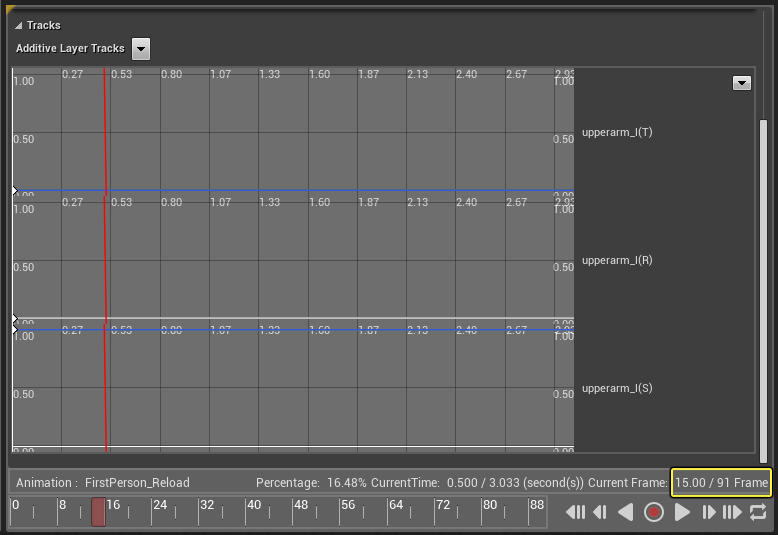 Tracks
Additive Layer Tracks
1.00 0.27 0.53 0.80 1.07 1.33 1.60 1.87 2.13 2.40 2.67 2.93 1.00
0.50 0.50 upperarm_l(T)
0.00 0.00
1.00 0.27 0.53 0.80 1.07 1.33 1.60 1.87 2.13 2.40 2.67 2.93 1.00
0.50 0.50 upperarm_l(R)
0.00 0.00
1.00 0.27 0.53 0.80 1.07 1.33 1.60 1.87 2.13 2.40 2.67 2.93 1.00
0.50 0.50 upperarm_l(S)
0.00 0.00
Animation : FirstPerson_Reload Percentage: 16.48% CurrentTime: 0.500 / 3.033 (second(s)) Current Frame: 15.00 / 91 Frame
0 8 16 24 32 40 48 56 64 72 80 88